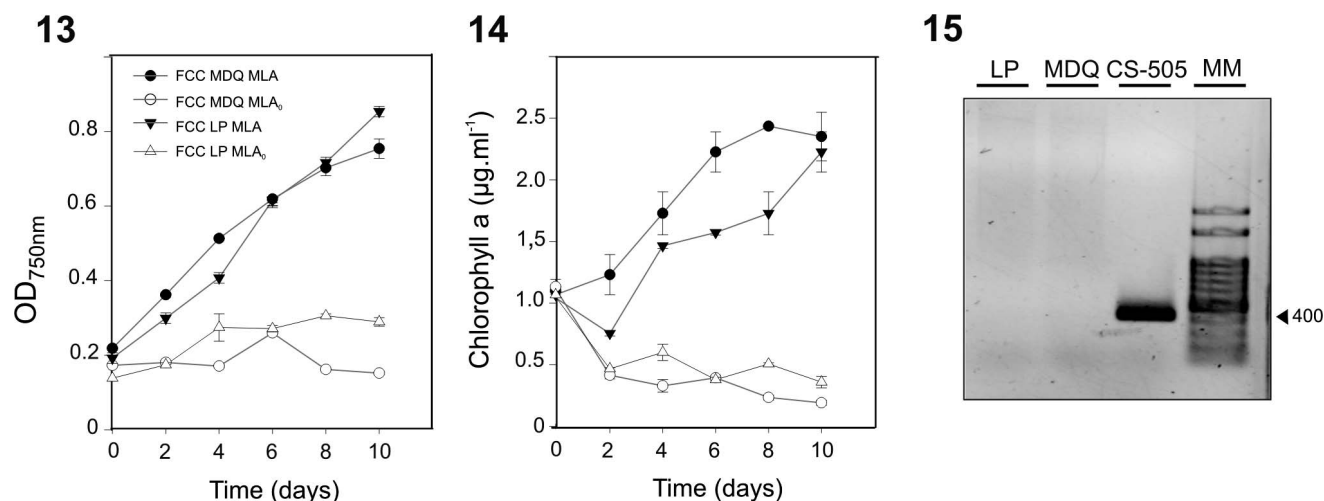 13
FCC MDQ MLA
FCC MDQ MLA₀
FCC LP MLA
FCC LP MLA₀
OD750nm
0.8
0.6
0.4
0.2
0
0 2 4 6 8 10
Time (days)
14
Chlorophyll a (µg.ml⁻¹)
2.5
2.0
1.5
1.0
0.5
0
0 2 4 6 8 10
Time (days)
15
LP MDQ CS-505 MM
400